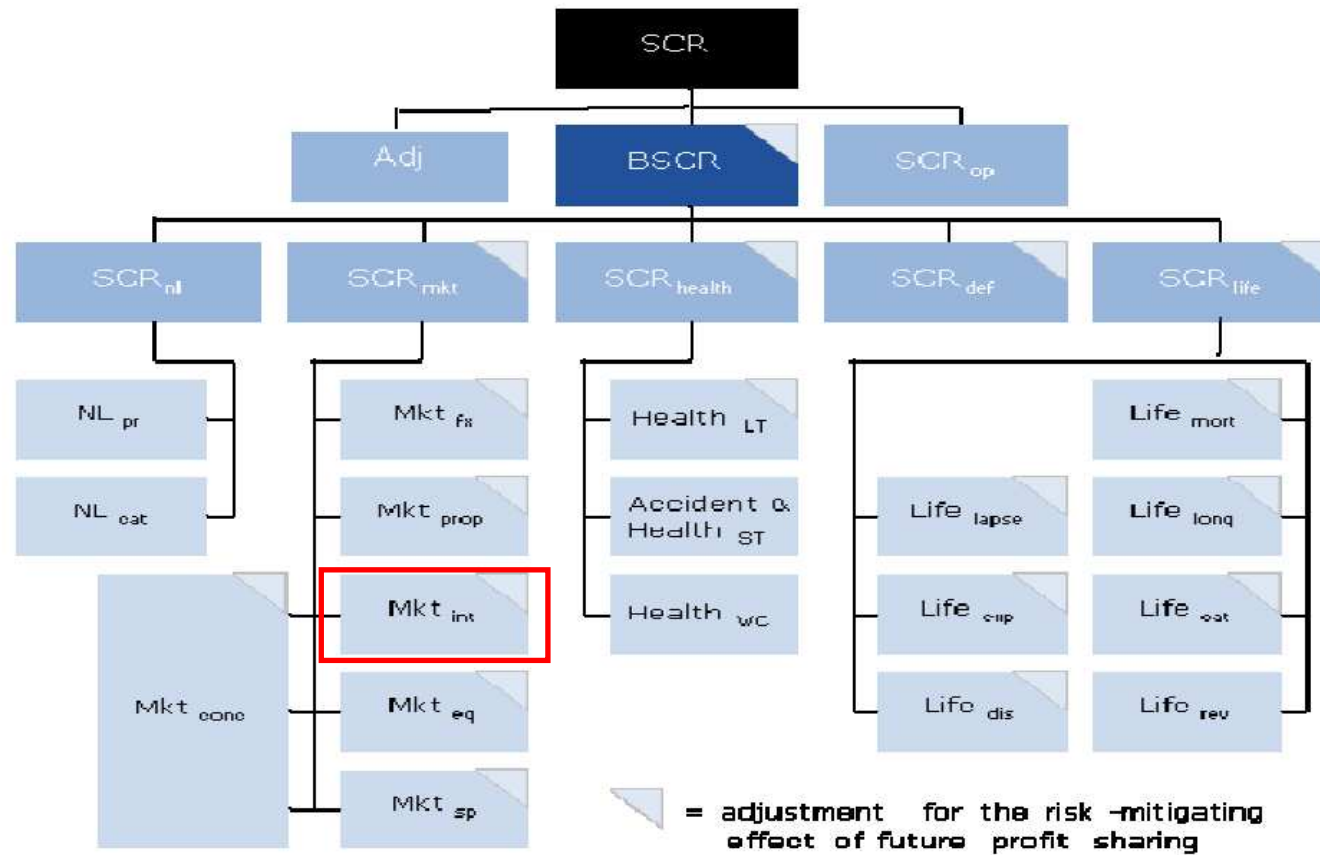 SCR
Adj
BSCR
SCR op
SCR nl
SCR mkt
SCR health
SCR def
SCR life
NL pr
Mkt fx
Health LT
Life mort
NL cat
Mkt prop
Accident &
Health ST
Life lapse
Life long
Mkt int
Health WC
Life exp
Life cat
Mkt conc
Mkt eq
Life dis
Life rev
Mkt sp
= adjustment for the risk -mitigating
effect of future profit sharing